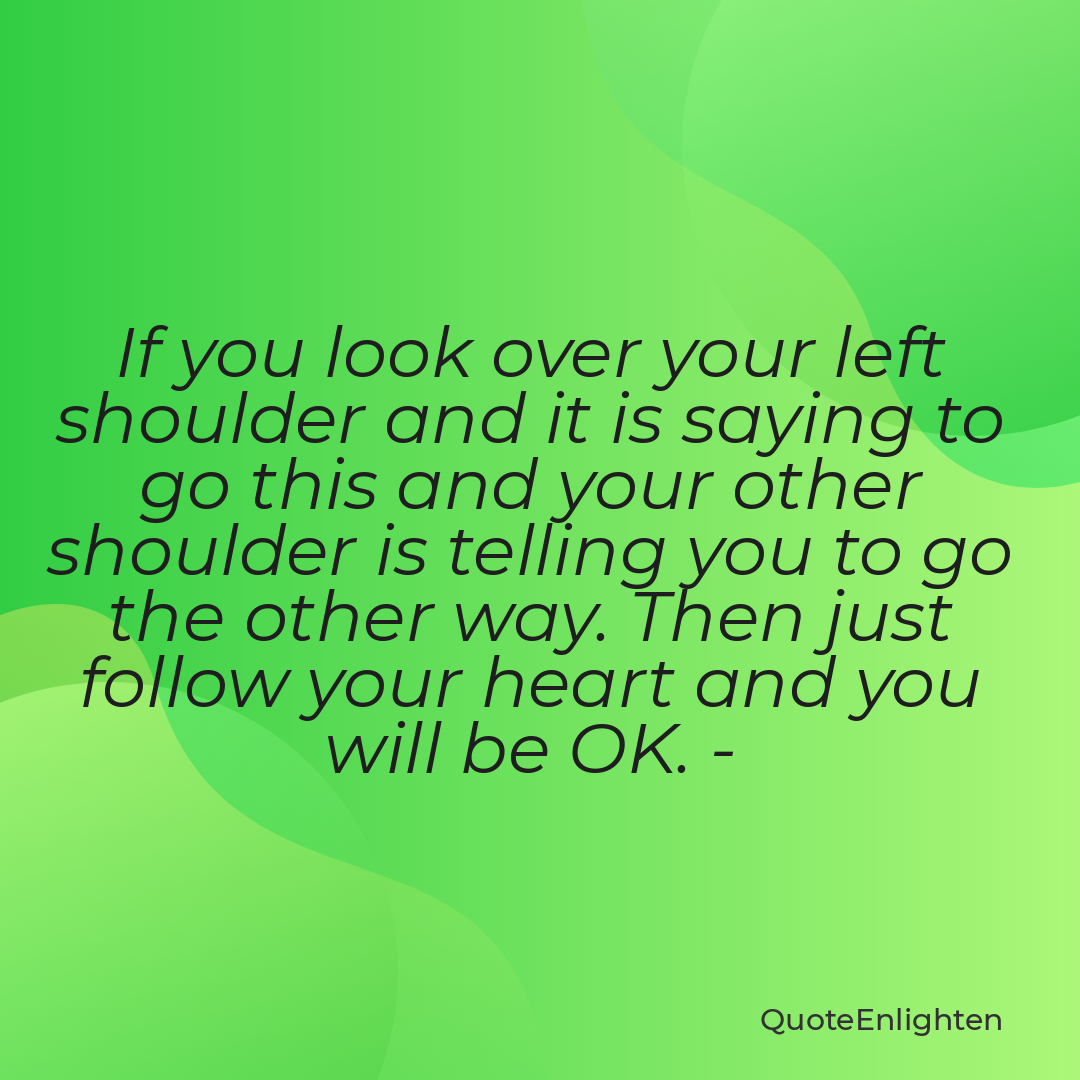 If you look over your left
shoulder and it is saying to
go this and your other
shoulder is telling you to go
the other way. Then just
follow your heart and you
will be OK. -
QuoteEnlighten